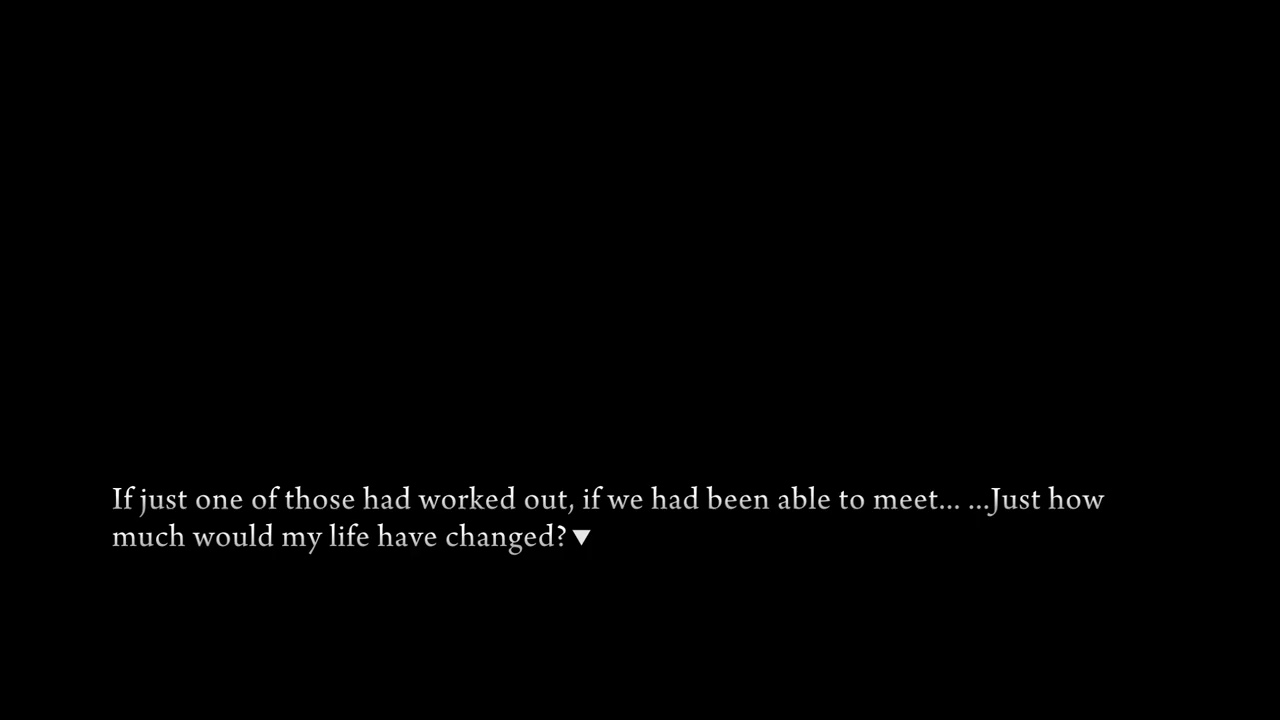 If just one of those had worked out, if we had been able to meet... ...Just how
much would my life have changed?▼